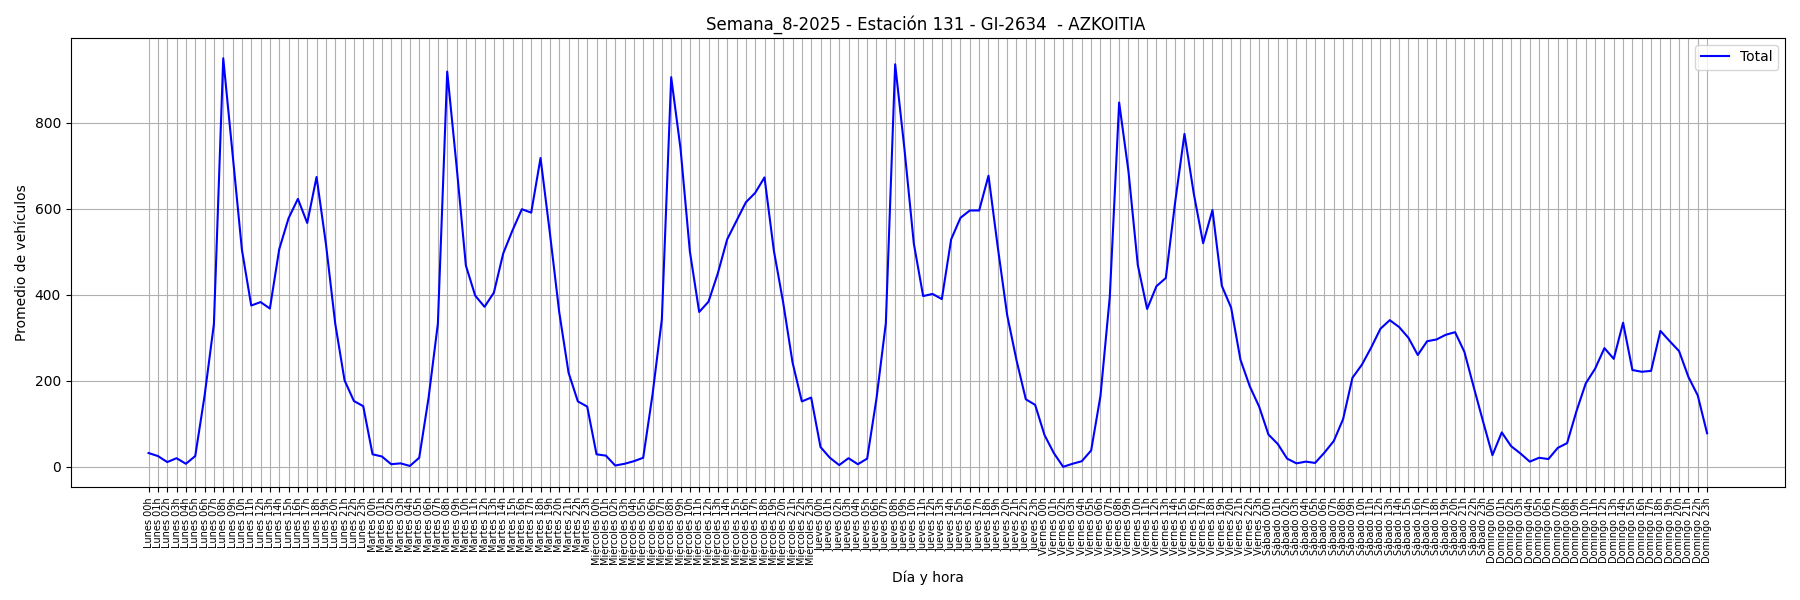 Semana_8-2025 - Estación 131 - GI-2634 - AZKOITIA
Total
Promedio de vehículos
800
600
400
200
0
Lunes 00h
Lunes 01h
Lunes 02h
Lunes 03h
Lunes 04h
Lunes 05h
Lunes 06h
Lunes 07h
Lunes 08h
Lunes 09h
Lunes 10h
Lunes 11h
Lunes 12h
Lunes 13h
Lunes 14h
Lunes 15h
Lunes 16h
Lunes 17h
Lunes 18h
Lunes 19h
Lunes 20h
Lunes 21h
Lunes 22h
Lunes 23h
Martes 00h
Martes 01h
Martes 02h
Martes 03h
Martes 04h
Martes 05h
Martes 06h
Martes 07h
Martes 08h
Martes 09h
Martes 10h
Martes 11h
Martes 12h
Martes 13h
Martes 14h
Martes 15h
Martes 16h
Martes 17h
Martes 18h
Martes 19h
Martes 20h
Martes 21h
Martes 22h
Martes 23h
Miércoles 00h
Miércoles 01h
Miércoles 02h
Miércoles 03h
Miércoles 04h
Miércoles 05h
Miércoles 06h
Miércoles 07h
Miércoles 08h
Miércoles 09h
Miércoles 10h
Miércoles 11h
Miércoles 12h
Miércoles 13h
Miércoles 14h
Miércoles 15h
Miércoles 16h
Miércoles 17h
Miércoles 18h
Miércoles 19h
Miércoles 20h
Miércoles 21h
Miércoles 22h
Miércoles 23h
Jueves 00h
Jueves 01h
Jueves 02h
Jueves 03h
Jueves 04h
Jueves 05h
Jueves 06h
Jueves 07h
Jueves 08h
Jueves 09h
Jueves 10h
Jueves 11h
Jueves 12h
Jueves 13h
Jueves 14h
Jueves 15h
Jueves 16h
Jueves 17h
Jueves 18h
Jueves 19h
Jueves 20h
Jueves 21h
Jueves 22h
Jueves 23h
Viernes 00h
Viernes 01h
Viernes 02h
Viernes 03h
Viernes 04h
Viernes 05h
Viernes 06h
Viernes 07h
Viernes 08h
Viernes 09h
Viernes 10h
Viernes 11h
Viernes 12h
Viernes 13h
Viernes 14h
Viernes 15h
Viernes 16h
Viernes 17h
Viernes 18h
Viernes 19h
Viernes 20h
Viernes 21h
Viernes 22h
Viernes 23h
Sábado 00h
Sábado 01h
Sábado 02h
Sábado 03h
Sábado 04h
Sábado 05h
Sábado 06h
Sábado 07h
Sábado 08h
Sábado 09h
Sábado 10h
Sábado 11h
Sábado 12h
Sábado 13h
Sábado 14h
Sábado 15h
Sábado 16h
Sábado 17h
Sábado 18h
Sábado 19h
Sábado 20h
Sábado 21h
Sábado 22h
Sábado 23h
Domingo 00h
Domingo 01h
Domingo 02h
Domingo 03h
Domingo 04h
Domingo 05h
Domingo 06h
Domingo 07h
Domingo 08h
Domingo 09h
Domingo 10h
Domingo 11h
Domingo 12h
Domingo 13h
Domingo 14h
Domingo 15h
Domingo 16h
Domingo 17h
Domingo 18h
Domingo 19h
Domingo 20h
Domingo 21h
Domingo 22h
Domingo 23h
Día y hora